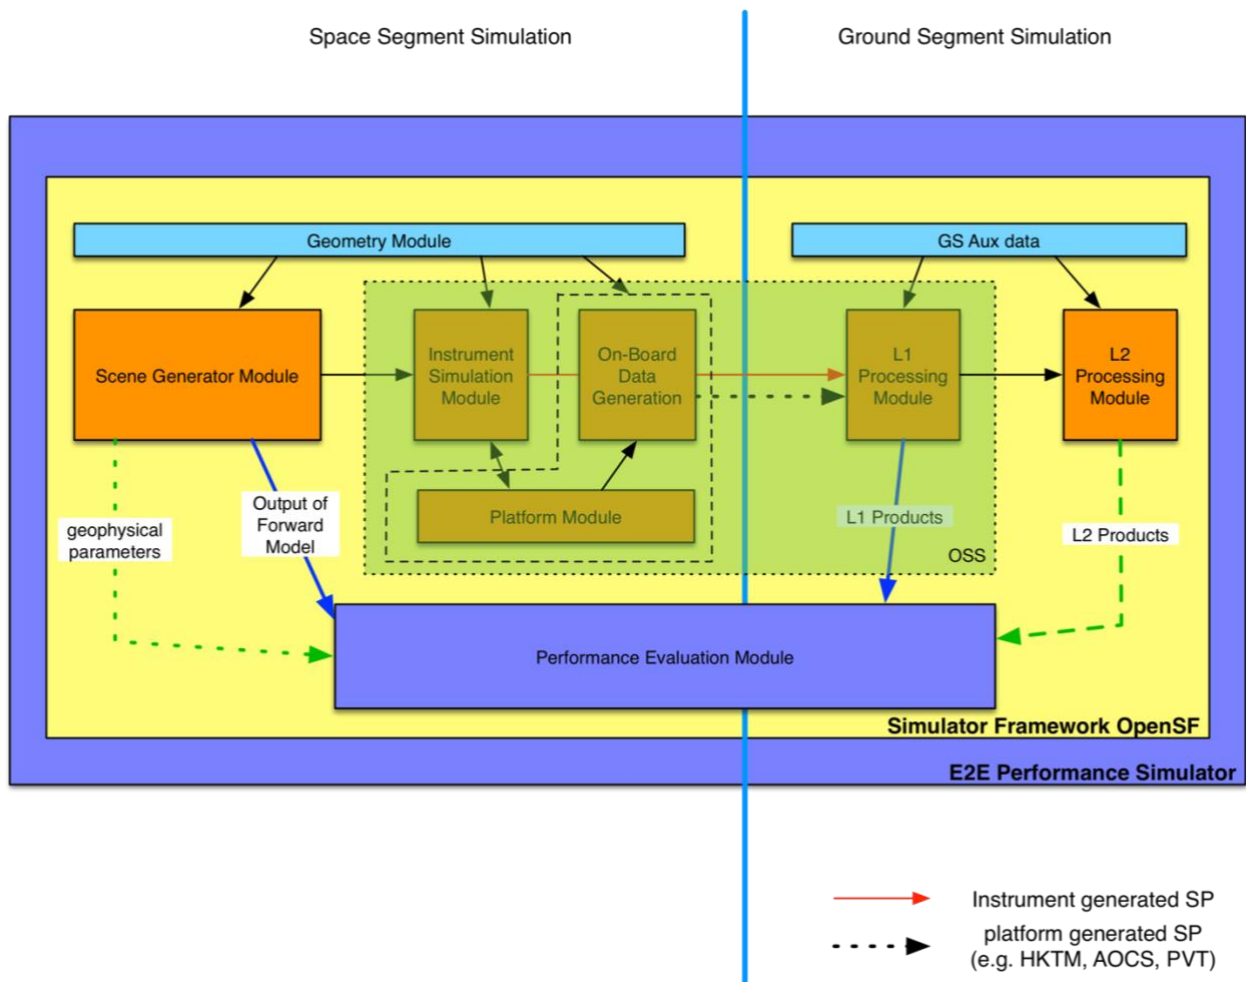 Space Segment Simulation
Ground Segment Simulation
Geometry Module
GS Aux data
Scene Generator Module
Instrument
Simulation
Module
On-Board
Data
Generation
L1
Processing
Module
L2
Processing
Module
Platform Module
geophysical
parameters
Output of
Forward
Model
L1 Products
L2 Products
OSS
Performance Evaluation Module
Simulator Framework OpenSF
E2E Performance Simulator
Instrument generated SP
platform generated SP
(e.g. HKTM, AOCS, PVT)